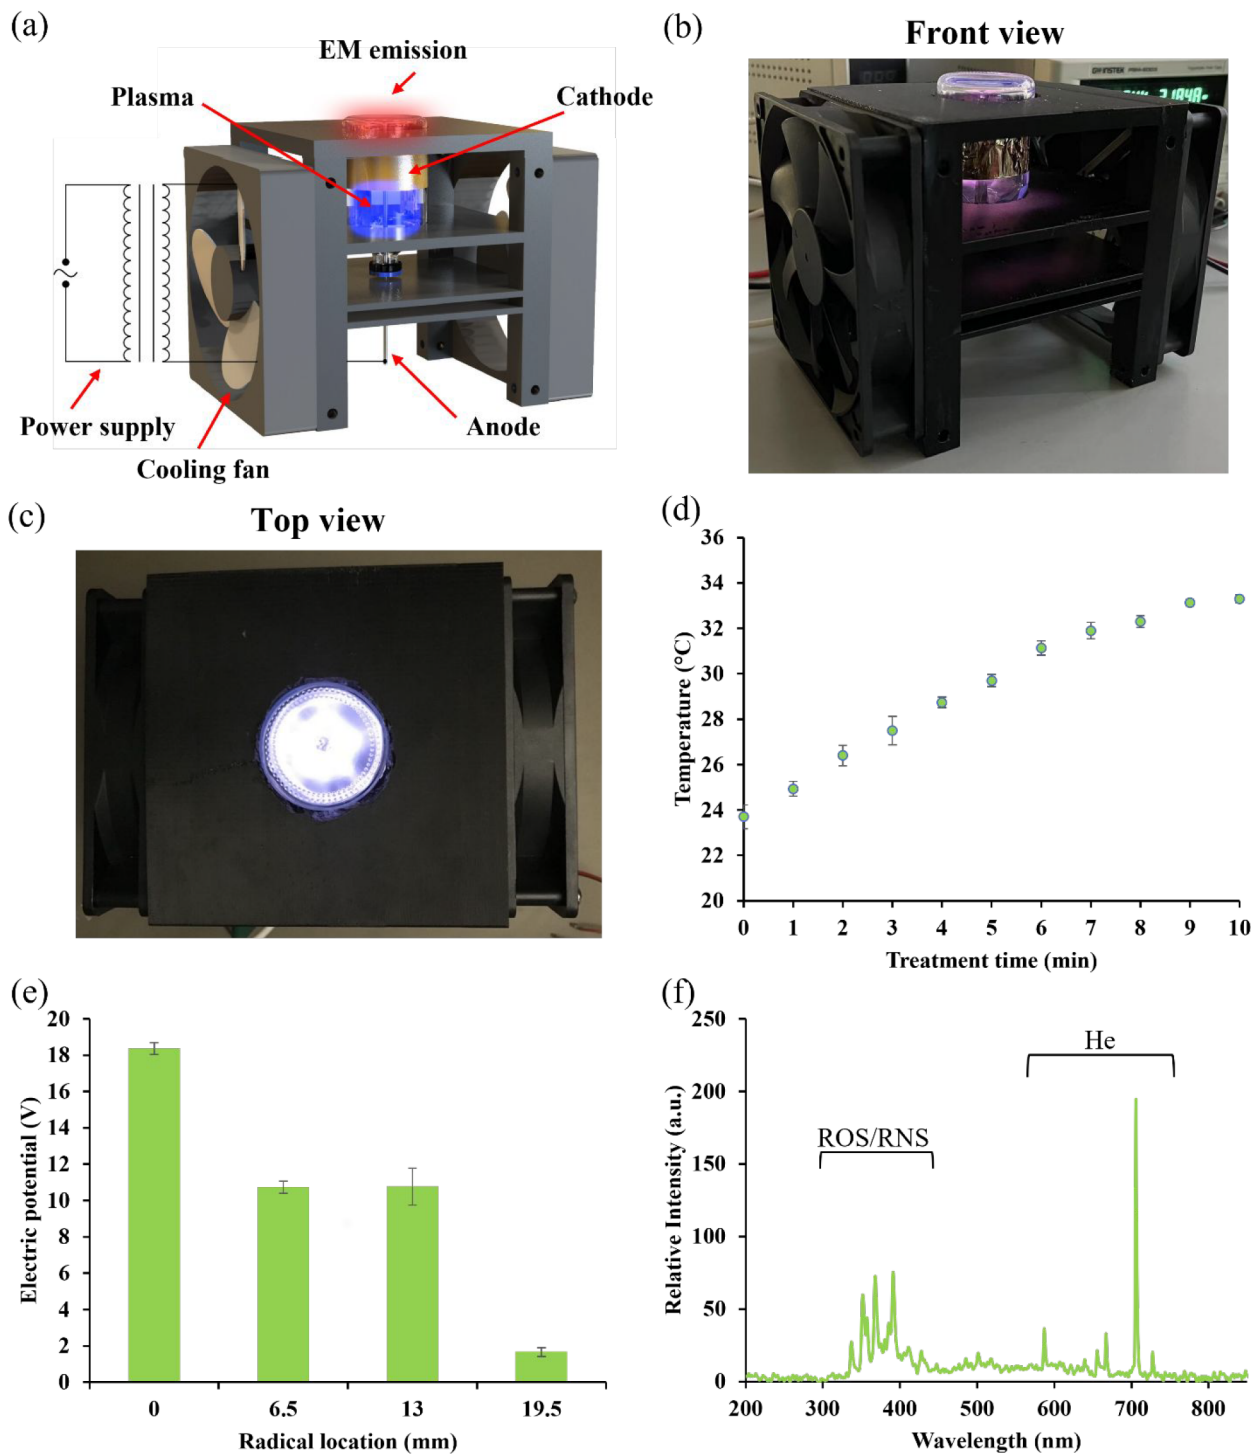 (a)
EM emission
Plasma
Cathode
Power supply
Anode
Cooling fan
(b)
Front view
GWINSTEK
(c)
Top view
(d)
36
34
32
30
28
26
24
22
20
Temperature (°C)
0 1 2 3 4 5 6 7 8 9 10
Treatment time (min)
(e)
20
18
16
14
12
10
8
6
4
2
0
Electric potential (V)
0 6.5 13 19.5
Radical location (mm)
(f)
250
200
150
100
50
0
Relative Intensity (a.u.)
He
ROS/RNS
200 300 400 500 600 700 800
Wavelength (nm)